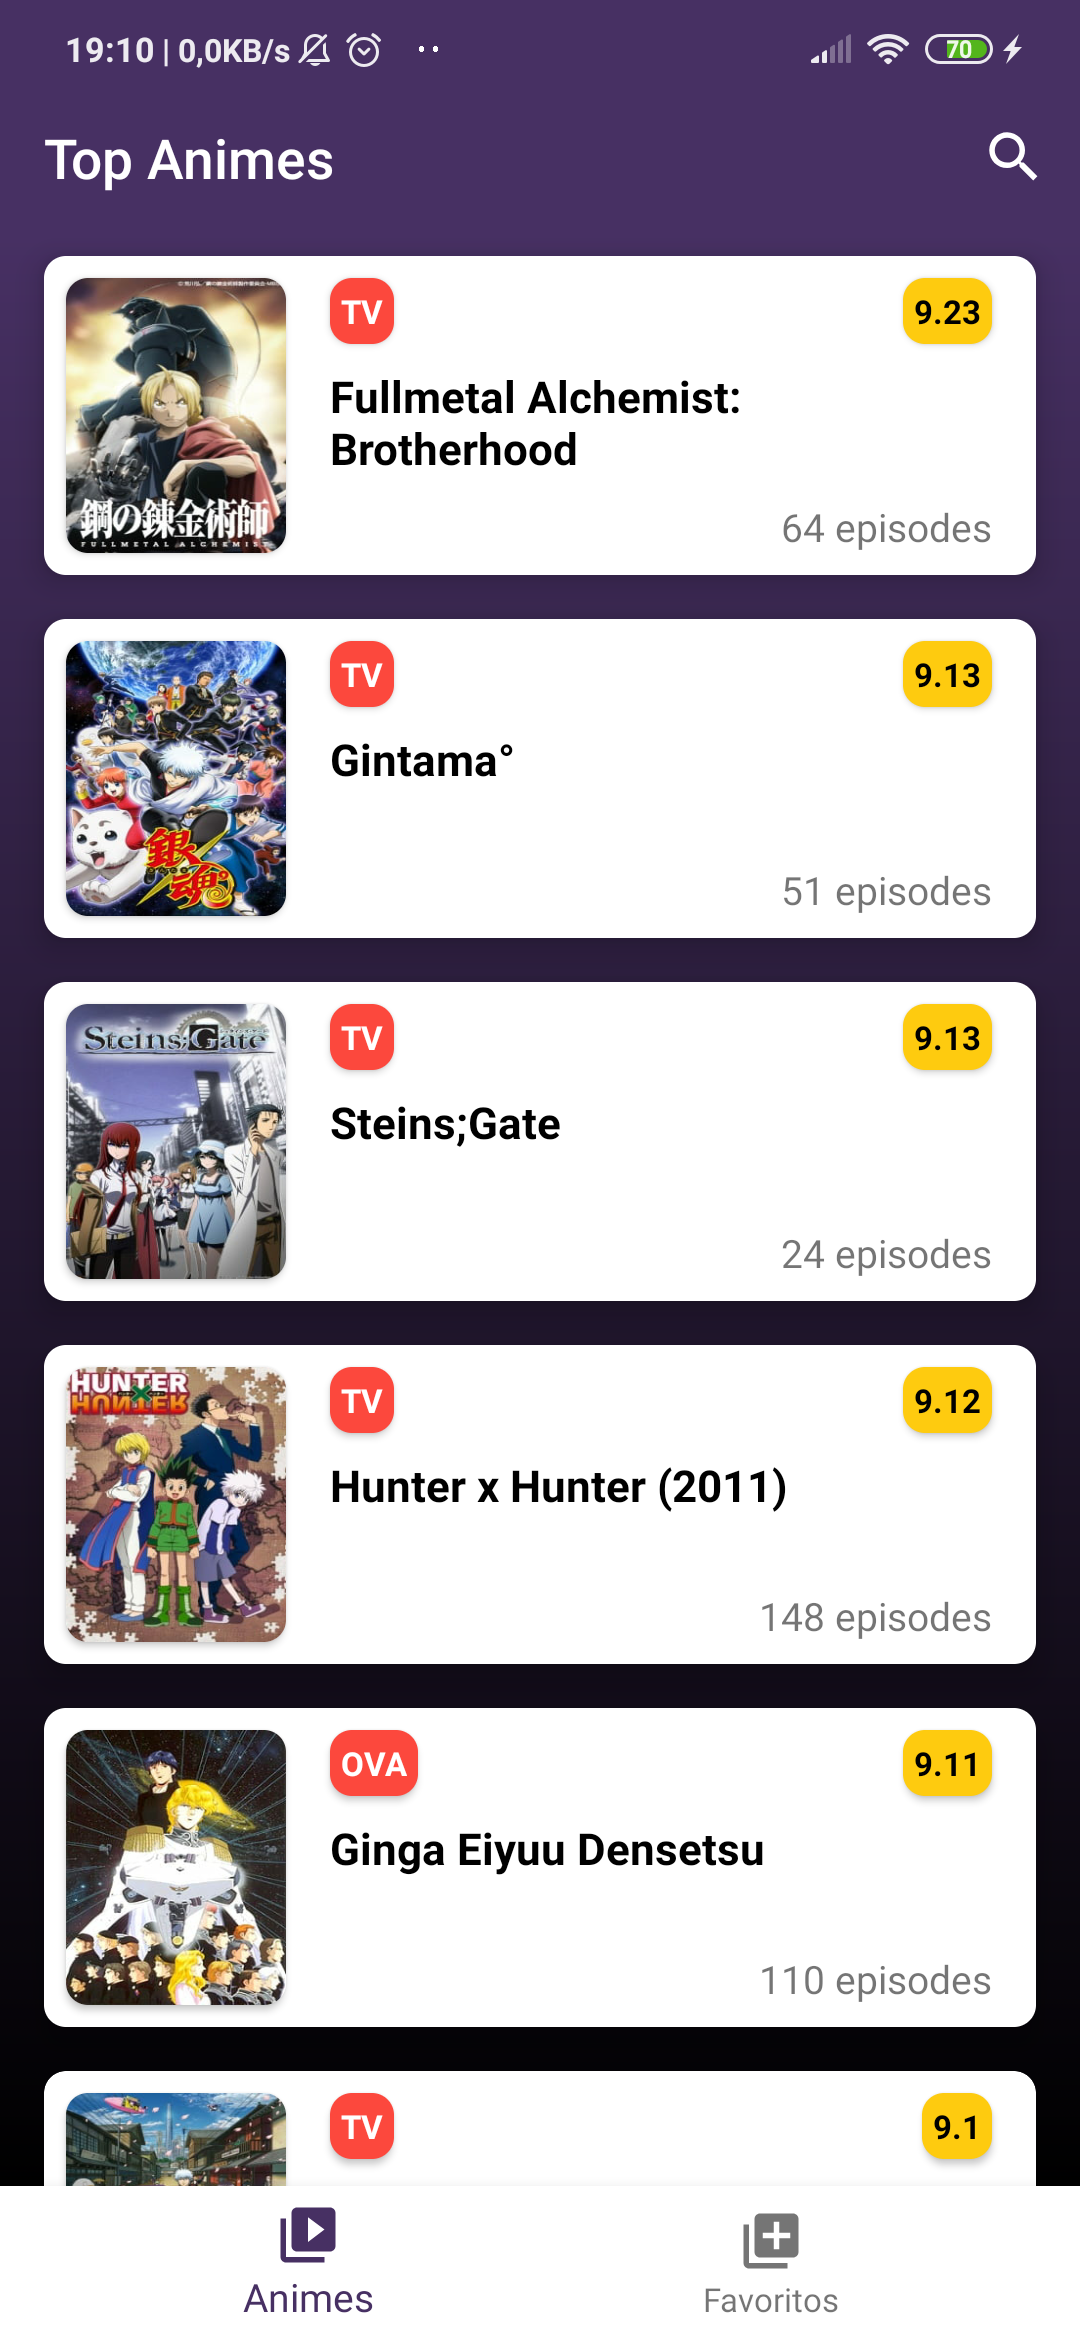 19:10 | 0,0KB/s
70
Top Animes
鋼の錬金術師
FULLMETAL ALCHEMIST
TV
9.23
Fullmetal Alchemist:
Brotherhood
64 episodes
銀魂°
TV
9.13
Gintama°
51 episodes
Steins;Gate
TV
9.13
Steins;Gate
24 episodes
HUNTER
HUNTER
TV
9.12
Hunter x Hunter (2011)
148 episodes
OVA
9.11
Ginga Eiyuu Densetsu
110 episodes
TV
9.1
Animes
Favoritos